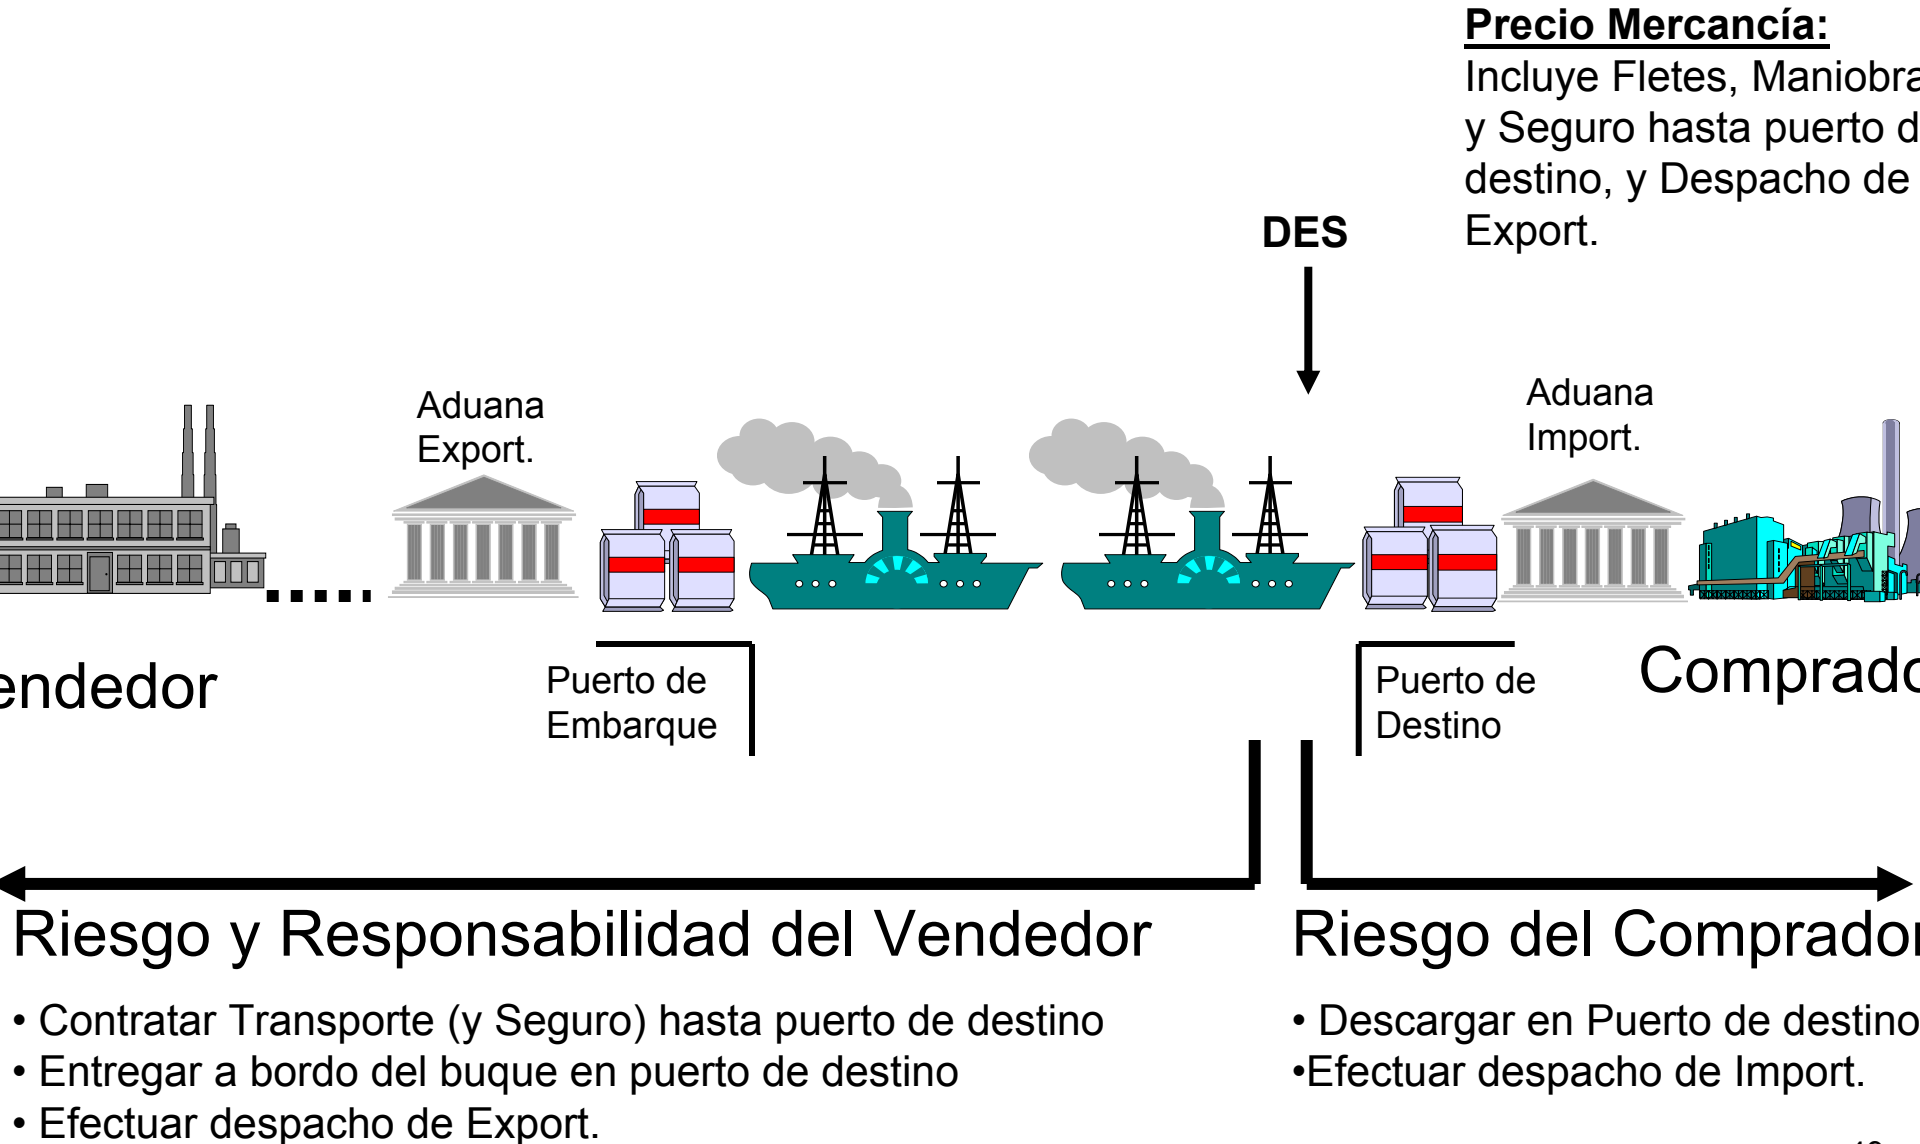 Precio Mercancía:
Incluye Fletes, Maniobra
y Seguro hasta puerto d
destino, y Despacho de
Export.
DES
Aduana
Export.
Aduana
Import.
endedor
Puerto de
Embarque
Puerto de
Destino
Comprado
Riesgo y Responsabilidad del Vendedor
• Contratar Transporte (y Seguro) hasta puerto de destino
• Entregar a bordo del buque en puerto de destino
• Efectuar despacho de Export.
Riesgo del Comprador
• Descargar en Puerto de destino
•Efectuar despacho de Import.